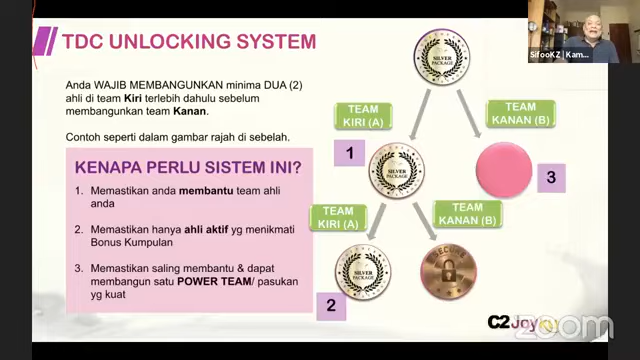 TDC UNLOCKING SYSTEM
Anda WAJIB MEMBANGUNKAN minima DUA (2)
ahli di team Kiri terlebih dahulu sebelum
membangunkan team Kanan.
Contoh seperti dalam gambar rajah di sebelah.
KENAPA PERLU SISTEM INI?
1. Memastikan anda membantu team ahli
anda
2. Memastikan hanya ahli aktif yg menikmati
Bonus Kumpulan
3. Memastikan saling membantu & dapat
membangun satu POWER TEAM/ pasukan
yg kuat
SILVER
PACKAGE
TEAM
KIRI (A)
TEAM
KANAN (B)
1
SILVER
PACKAGE
3
TEAM
KIRI (A)
TEAM
KANAN (B)
SILVER
PACKAGE
SECURE
2
SifooKZ | Kam...
C2 Joy
zoom